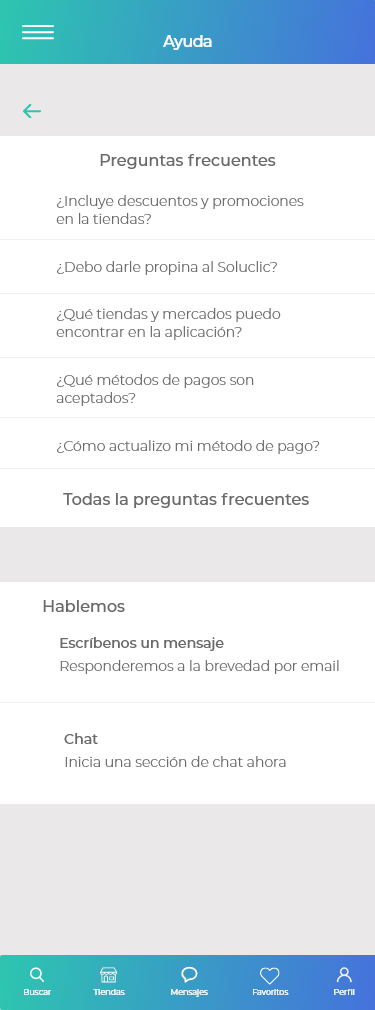 Ayuda
Preguntas frecuentes
¿Incluye descuentos y promociones
en la tiendas?
¿Debo darle propina al Soluclic?
¿Qué tiendas y mercados puedo
encontrar en la aplicación?
¿Qué métodos de pagos son
aceptados?
¿Cómo actualizo mi método de pago?
Todas la preguntas frecuentes
Hablemos
Escríbenos un mensaje
Responderemos a la brevedad por email
Chat
Inicia una sección de chat ahora
Buscar Tiendas Mensajes Favoritos Perfil